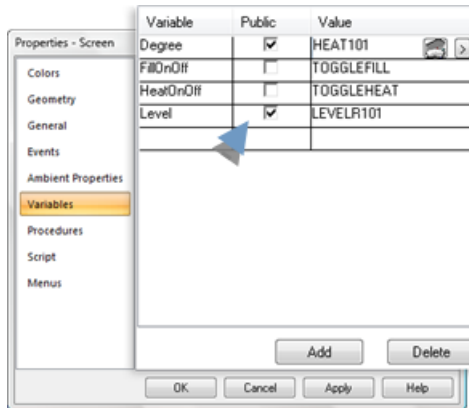 Properties - Screen
Colors
Geometry
General
Events
Ambient Properties
Variables
Procedures
Script
Menus
Variable Public Value
Degree HEAT101
FillOnOff TOGGLEFILL
HeatOnOff TOGGLEHEAT
Level LEVELR101
Add Delete
OK Cancel Apply Help